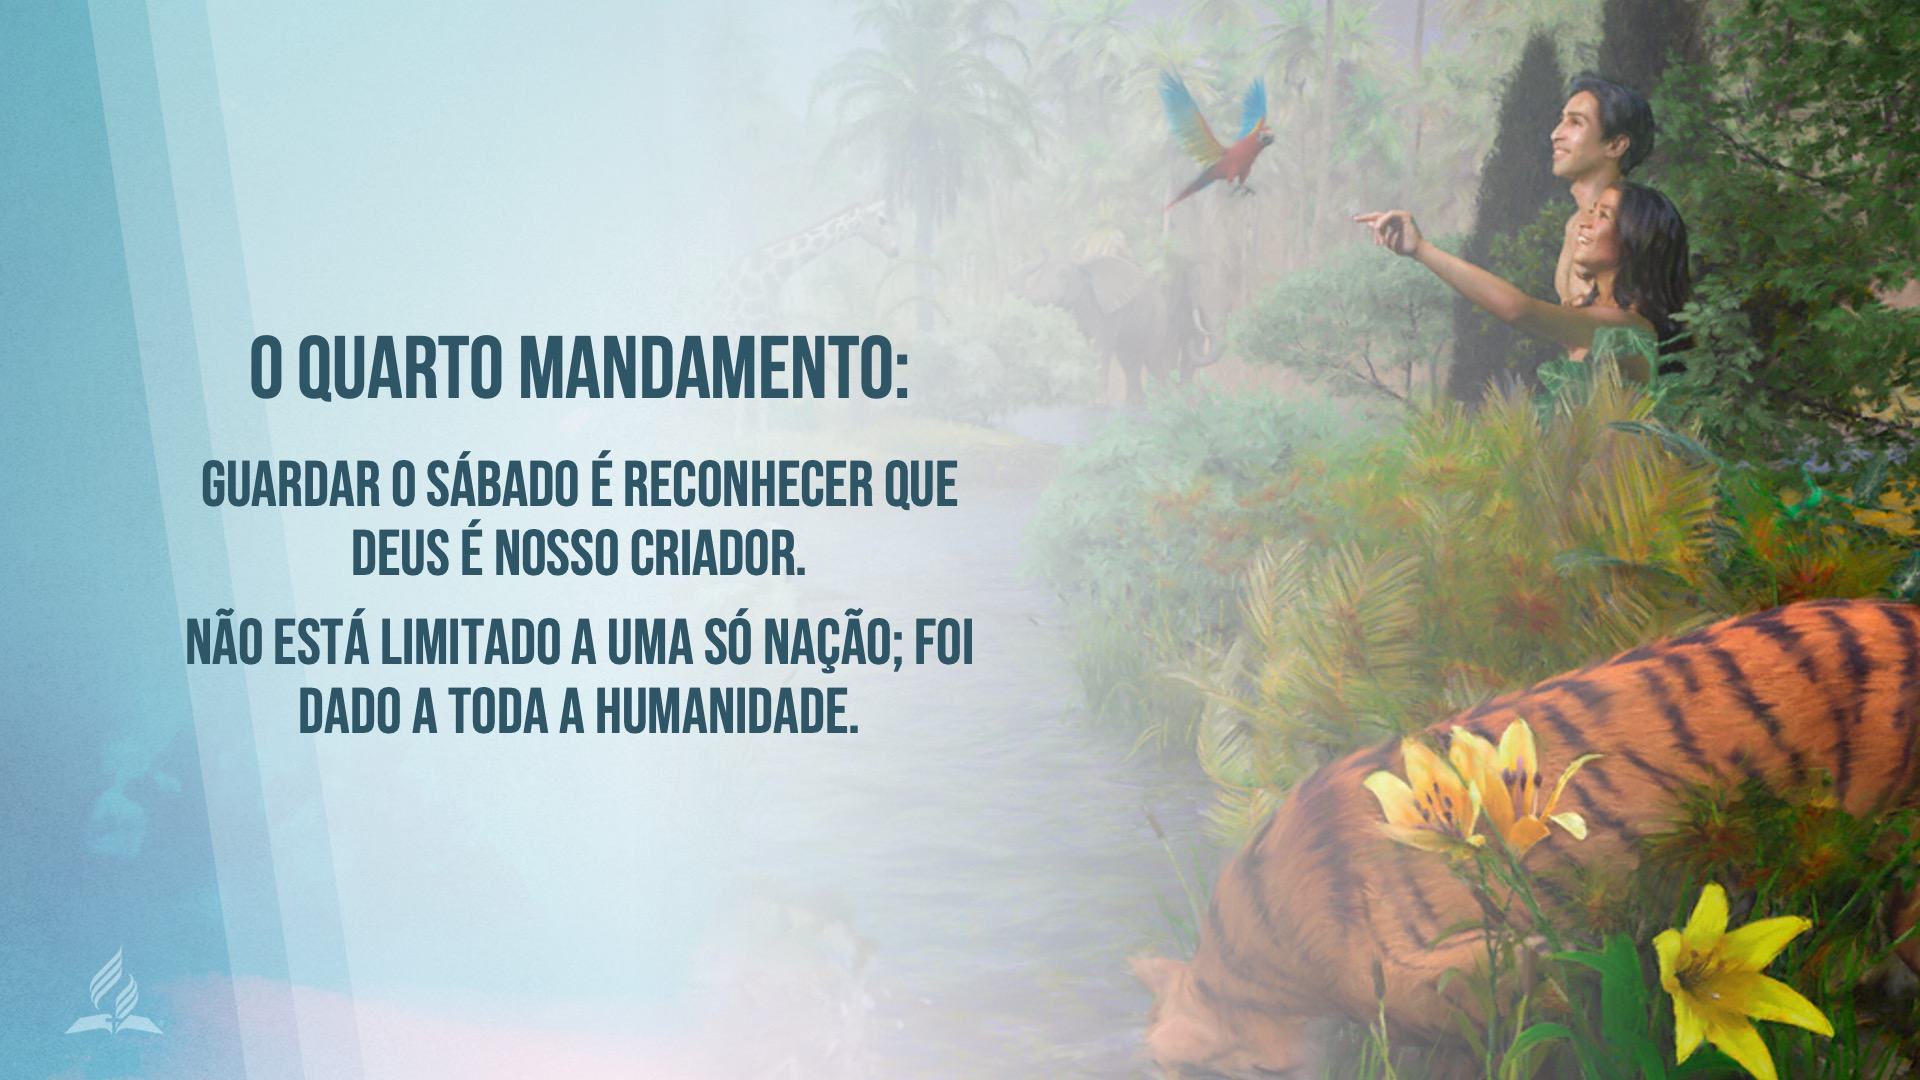 O QUARTO MANDAMENTO:
GUARDAR O SÁBADO É RECONHECER QUE
DEUS É NOSSO CRIADOR.
NÃO ESTÁ LIMITADO A UMA SÓ NAÇÃO; FOI
DADO A TODA A HUMANIDADE.